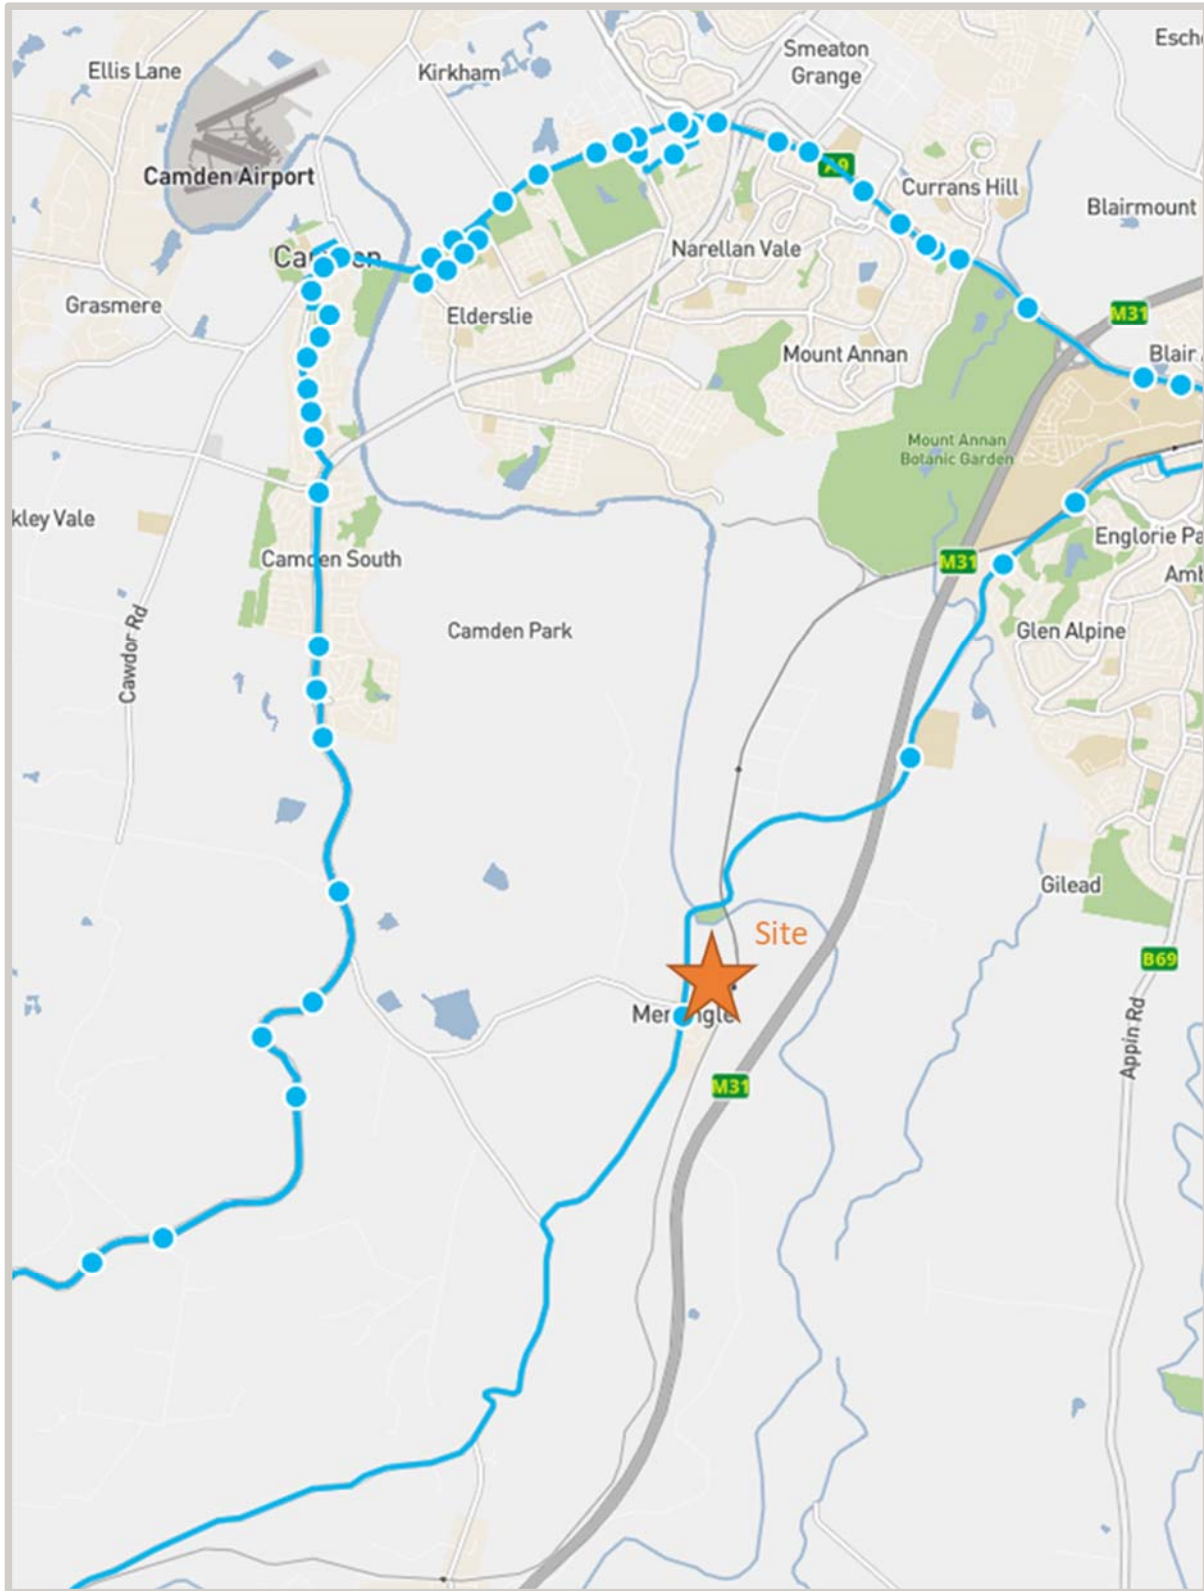 Smeaton
Grange
Esch
Ellis Lane
Kirkham
Camden Airport
A9
Currans Hill
Blairmount
Narellan Vale
Grasmere
Elderslie
M31
Mount Annan
Blair
Mount Annan
Botanic Garden
kley Vale
Englorie Pa
Camden South
M31
Amb
Cawdor Rd
Camden Park
Glen Alpine
Gilead
Site
B69
Appin Rd
M31